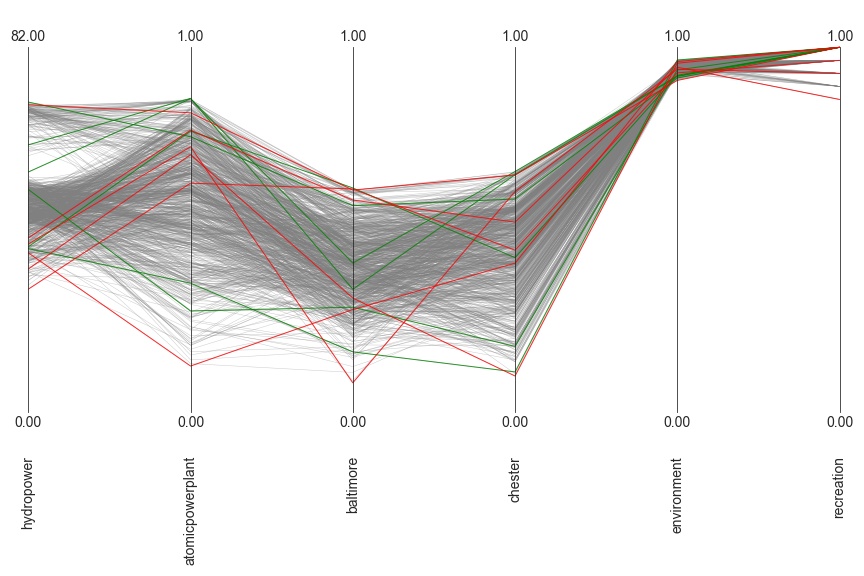 82.00 1.00 1.00 1.00 1.00 1.00
0.00 0.00 0.00 0.00 0.00 0.00
hydropower
atomicpowerplant
baltimore
chester
environment
recreation